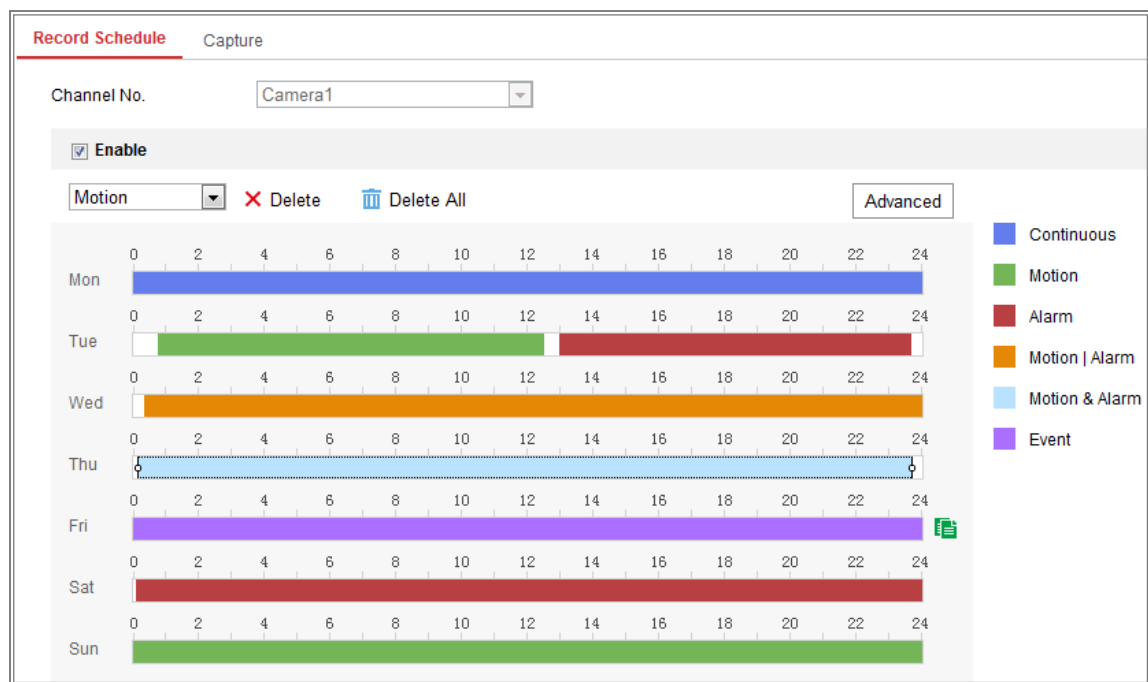 Record Schedule Capture
Channel No. Camera1
Enable
Motion Delete Delete All Advanced
Continuous
0 2 4 6 8 10 12 14 16 18 20 22 24
Mon
Motion
0 2 4 6 8 10 12 14 16 18 20 22 24
Alarm
Tue
Motion | Alarm
0 2 4 6 8 10 12 14 16 18 20 22 24
Wed
Motion & Alarm
0 2 4 6 8 10 12 14 16 18 20 22 24
Event
Thu
0 2 4 6 8 10 12 14 16 18 20 22 24
Fri
0 2 4 6 8 10 12 14 16 18 20 22 24
Sat
0 2 4 6 8 10 12 14 16 18 20 22 24
Sun